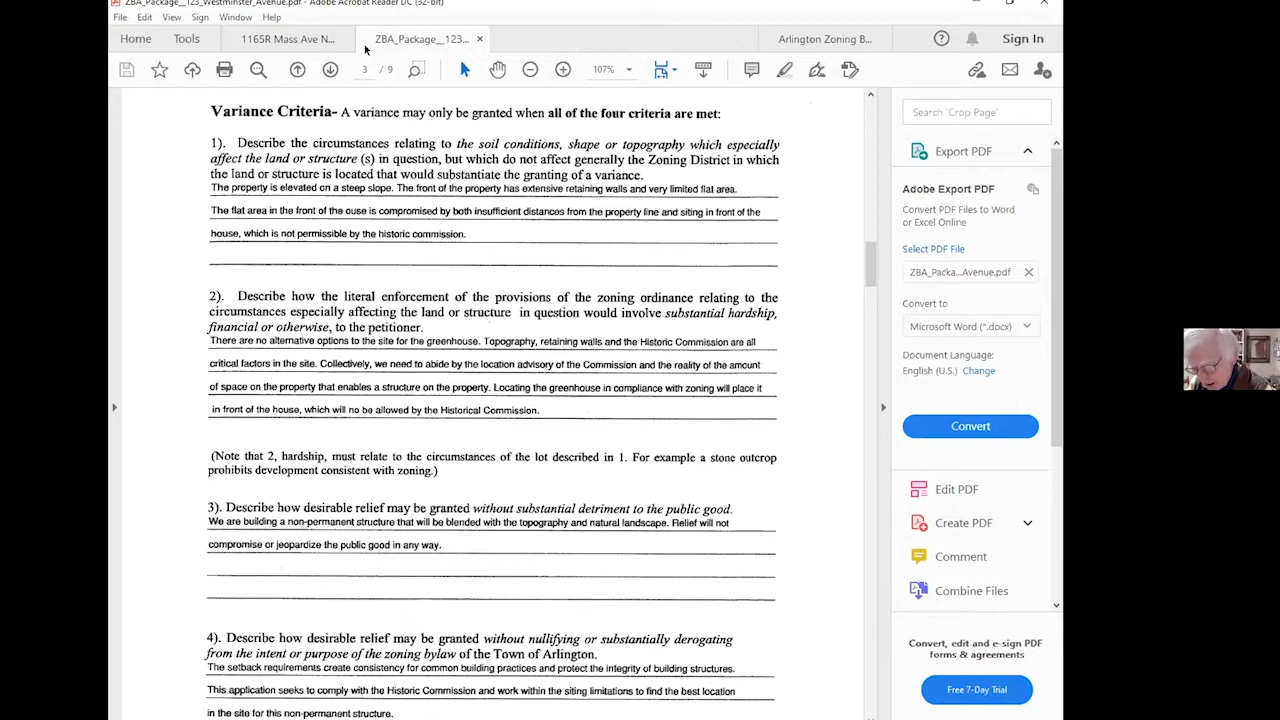 ZBA_Package__123_Westminster_Avenue.pdf - Adobe Acrobat Reader DC (32-bit)
File Edit View Sign Window Help
Home Tools 1165R Mass Ave N... ZBA_Package__123... Arlington Zoning B... Sign In
3 / 9 107%
Variance Criteria- A variance may only be granted when all of the four criteria are met:
1). Describe the circumstances relating to the soil conditions, shape or topography which especially
affect the land or structure (s) in question, but which do not affect generally the Zoning District in which
the land or structure is located that would substantiate the granting of a variance.
The property is elevated on a steep slope. The front of the property has extensive retaining walls and very limited flat area.
The flat area in the front of the ouse is compromised by both insufficient distances from the property line and siting in front of the
house, which is not permissible by the historic commission.
2). Describe how the literal enforcement of the provisions of the zoning ordinance relating to the
circumstances especially affecting the land or structure in question would involve substantial hardship,
financial or otherwise, to the petitioner.
There are no alternative options to the site for the greenhouse. Topography, retaining walls and the Historic Commission are all
critical factors in the site. Collectively, we need to abide by the location advisory of the Commission and the reality of the amount
of space on the property that enables a structure on the property. Locating the greenhouse in compliance with zoning will place it
in front of the house, which will no be allowed by the Historical Commission.
(Note that 2, hardship, must relate to the circumstances of the lot described in 1. For example a stone outcrop
prohibits development consistent with zoning.)
3). Describe how desirable relief may be granted without substantial detriment to the public good.
We are building a non-permanent structure that will be blended with the topography and natural landscape. Relief will not
compromise or jeopardize the public good in any way.
4). Describe how desirable relief may be granted without nullifying or substantially derogating
from the intent or purpose of the zoning bylaw of the Town of Arlington.
The setback requirements create consistency for common building practices and protect the integrity of building structures.
This application seeks to comply with the Historic Commission and work within the siting limitations to find the best location
in the site for this non-permanent structure.
Search 'Crop Page'
Export PDF
Adobe Export PDF
Convert PDF Files to Word
or Excel Online
Select PDF File
ZBA_Packa...Avenue.pdf
Convert to
Microsoft Word (*.docx)
Document Language:
English (U.S.) Change
Convert
Edit PDF
Create PDF
Comment
Combine Files
Convert, edit and e-sign PDF
forms & agreements
Free 7-Day Trial